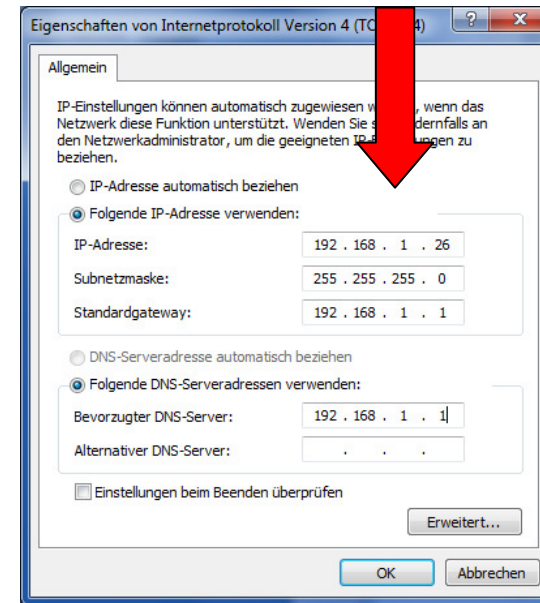 Eigenschaften von Internetprotokoll Version 4 (TC 4)
Allgemein
IP-Einstellungen können automatisch zugewiesen wenn das
Netzwerk diese Funktion unterstützt. Wenden Sie an
den Netzwerkadministrator, um die geeigneten zu
beziehen.
IP-Adresse automatisch beziehen
Folgende IP-Adresse verwenden:
IP-Adresse: 192 . 168 . 1 . 26
Subnetzmaske: 255 . 255 . 255 . 0
Standardgateway: 192 . 168 . 1 . 1
DNS-Serveradresse automatisch beziehen
Folgende DNS-Serveradressen verwenden:
Bevorzugter DNS-Server: 192 . 168 . 1 . 1
Alternativer DNS-Server: . . .
Einstellungen beim Beenden überprüfen
Erweitert...
OK Abbrechen